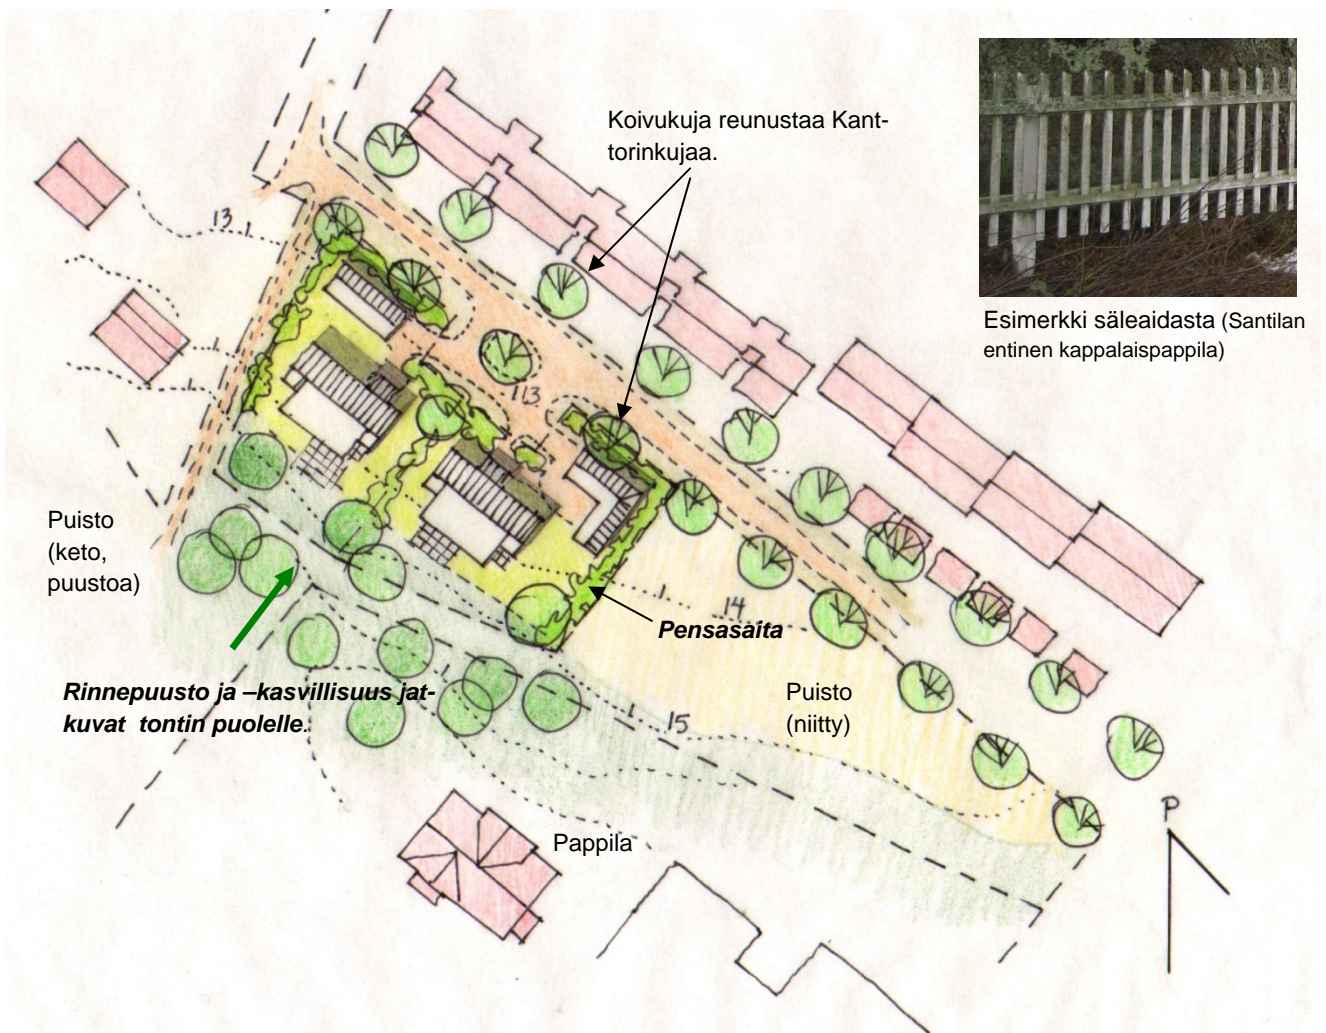 Koivukuja reunustaa Kant-
torinkujaa.
Esimerkki säleaidasta (Santilan
entinen kappalaispappila)
13
13
Puisto
(keto,
puustoa)
14
Pensasaita
Rinnepuusto ja –kasvillisuus jat-
kuvat tontin puolelle.
Puisto
(niitty)
15
P
Pappila